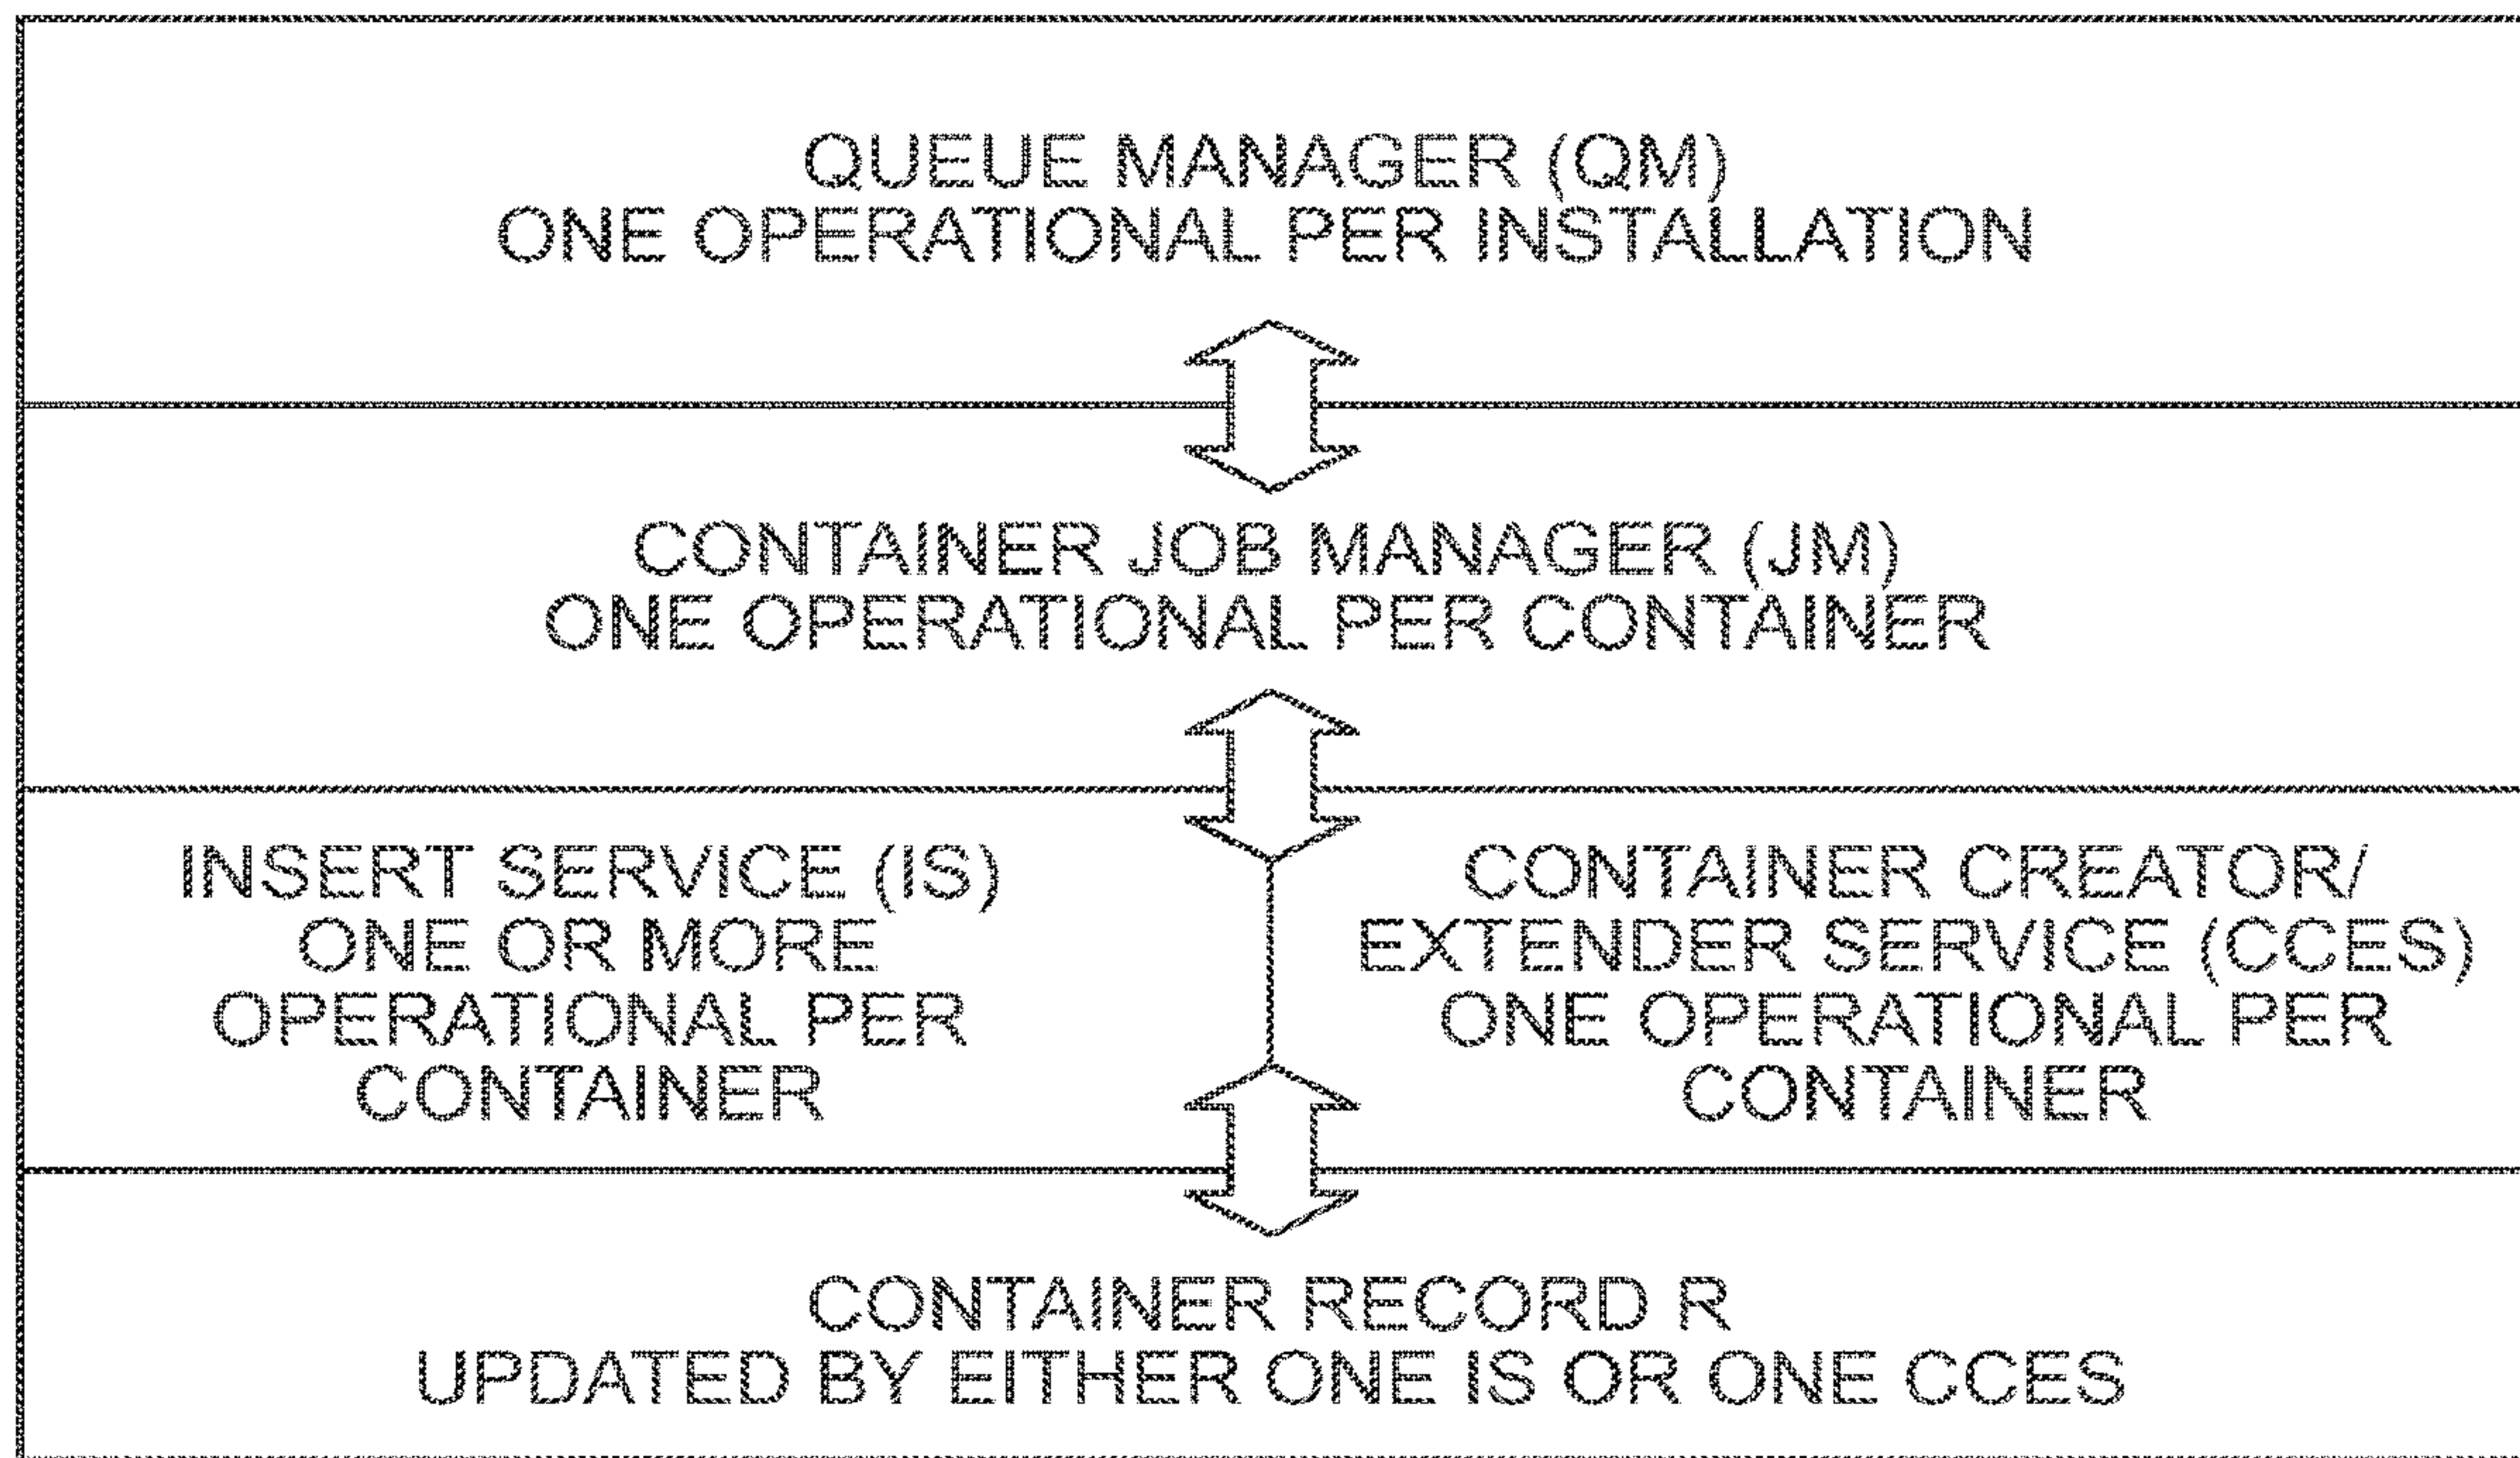 QUEUE MANAGER (QM)
ONE OPERATIONAL PER INSTALLATION
CONTAINER JOB MANAGER (JM)
ONE OPERATIONAL PER CONTAINER
INSERT SERVICE (IS)
ONE OR MORE
OPERATIONAL PER
CONTAINER
CONTAINER CREATOR/
EXTENDER SERVICE (CCES)
ONE OPERATIONAL PER
CONTAINER
CONTAINER RECORD R
UPDATED BY EITHER ONE IS OR ONE CCES